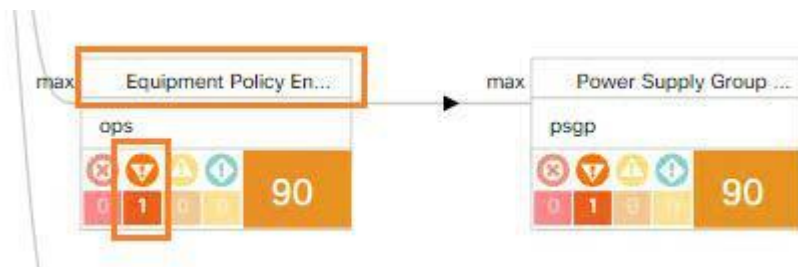 max Equipment Policy En... max Power Supply Group ...
ops psgp
0 1 0 0 90 0 1 0 0 90